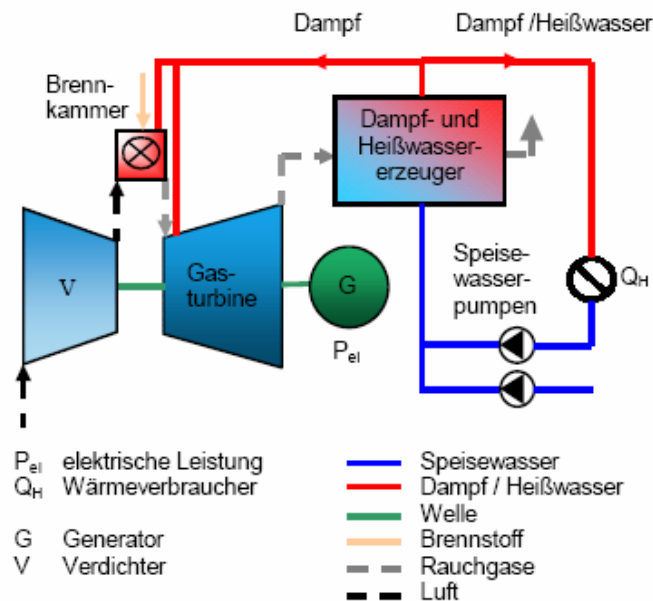 Dampf
Dampf /Heißwasser
Brenn-
kammer
Dampf- und
Heißwasser-
erzeuger
V
Gas-
turbine
G
Pel
Speise-
wasser-
pumpen
QH
Pel elektrische Leistung
QH Wärmeverbraucher
G Generator
V Verdichter
Speisewasser
Dampf / Heißwasser
Welle
Brennstoff
Rauchgase
Luft